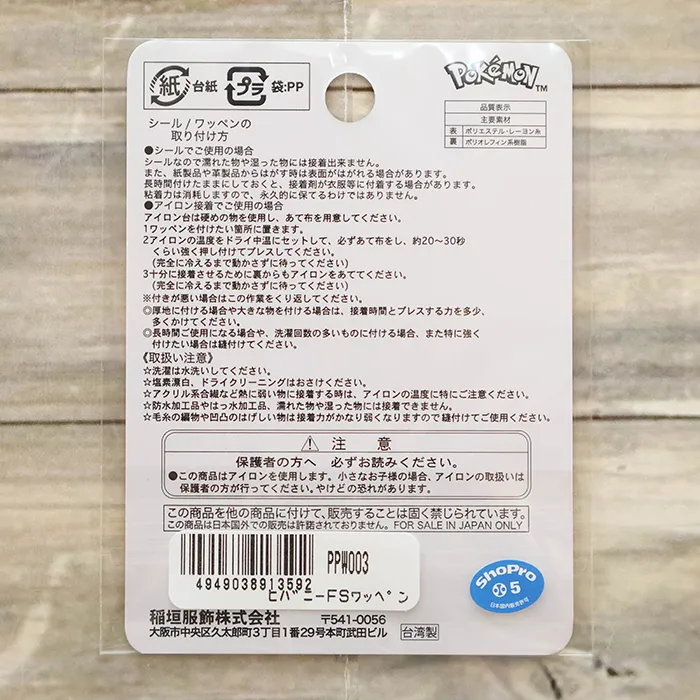 紙 台紙 プラ 袋:PP
POKéMON TM
品質表示
主要素材
表 ポリエステル・レーヨン糸
裏 ポリオレフィン系樹脂
シール/ワッペンの
取り付け方
●シールでご使用の場合
シールなので濡れた物や湿った物には接着出来ません。
また、紙製品や革製品からはがす時は表面がはがれる場合があります。
長時間付けたままにしておくと、接着剤が衣服等に付着する場合があります。
粘着力は消耗しますので、永久的に保てるわけではありません。
●アイロン接着でご使用の場合
アイロン台は硬めの物を使用し、あて布を用意してください。
1ワッペンを付けたい箇所に置きます。
2アイロンの温度をドライ中温にセットして、必ずあて布をし、約20〜30秒
くらい強く押し付けてプレスしてください。
(完全に冷えるまで動かさずに待ってください)
3十分に接着させるために裏からもアイロンをあててください。
(完全に冷えるまで動かさずに待ってください)
※付きが悪い場合はこの作業をくり返してください。
◎厚地に付ける場合や大きな物を付ける場合は、接着時間とプレスする力を多少、
多くかけてください。
◎長時間ご使用になる場合や、洗濯回数の多いものに付ける場合、また特に強く
付けたい場合は縫付けてください。
《取扱い注意》
☆洗濯は水洗いしてください。
☆塩素漂白、ドライクリーニングはおさけください。
☆アクリル系合繊など熱に弱い物に接着する時は、アイロンの温度に特にご注意ください。
☆防水加工品やはっ水加工品、濡れた物や湿った物には接着できません。
☆毛糸の編物や凹凸のはげしい物は接着力がかなり弱くなりますので縫付けてご使用ください。
注意
保護者の方へ 必ずお読みください。
●この商品はアイロンを使用します。小さなお子様の場合、アイロンの取扱いは
保護者の方が行ってください。やけどの恐れがあります。
この商品を他の商品に付けて、販売することは固く禁じられています。
この商品は日本国外での販売は許諾されておりません。FOR SALE IN JAPAN ONLY
PPW003
4949038913592
ヒバニーFSワッペン
ShoPro
5
日本国内販売許可
稲垣服飾株式会社 〒541-0056
大阪市中央区久太郎町3丁目1番29号本町武田ビル 台湾製